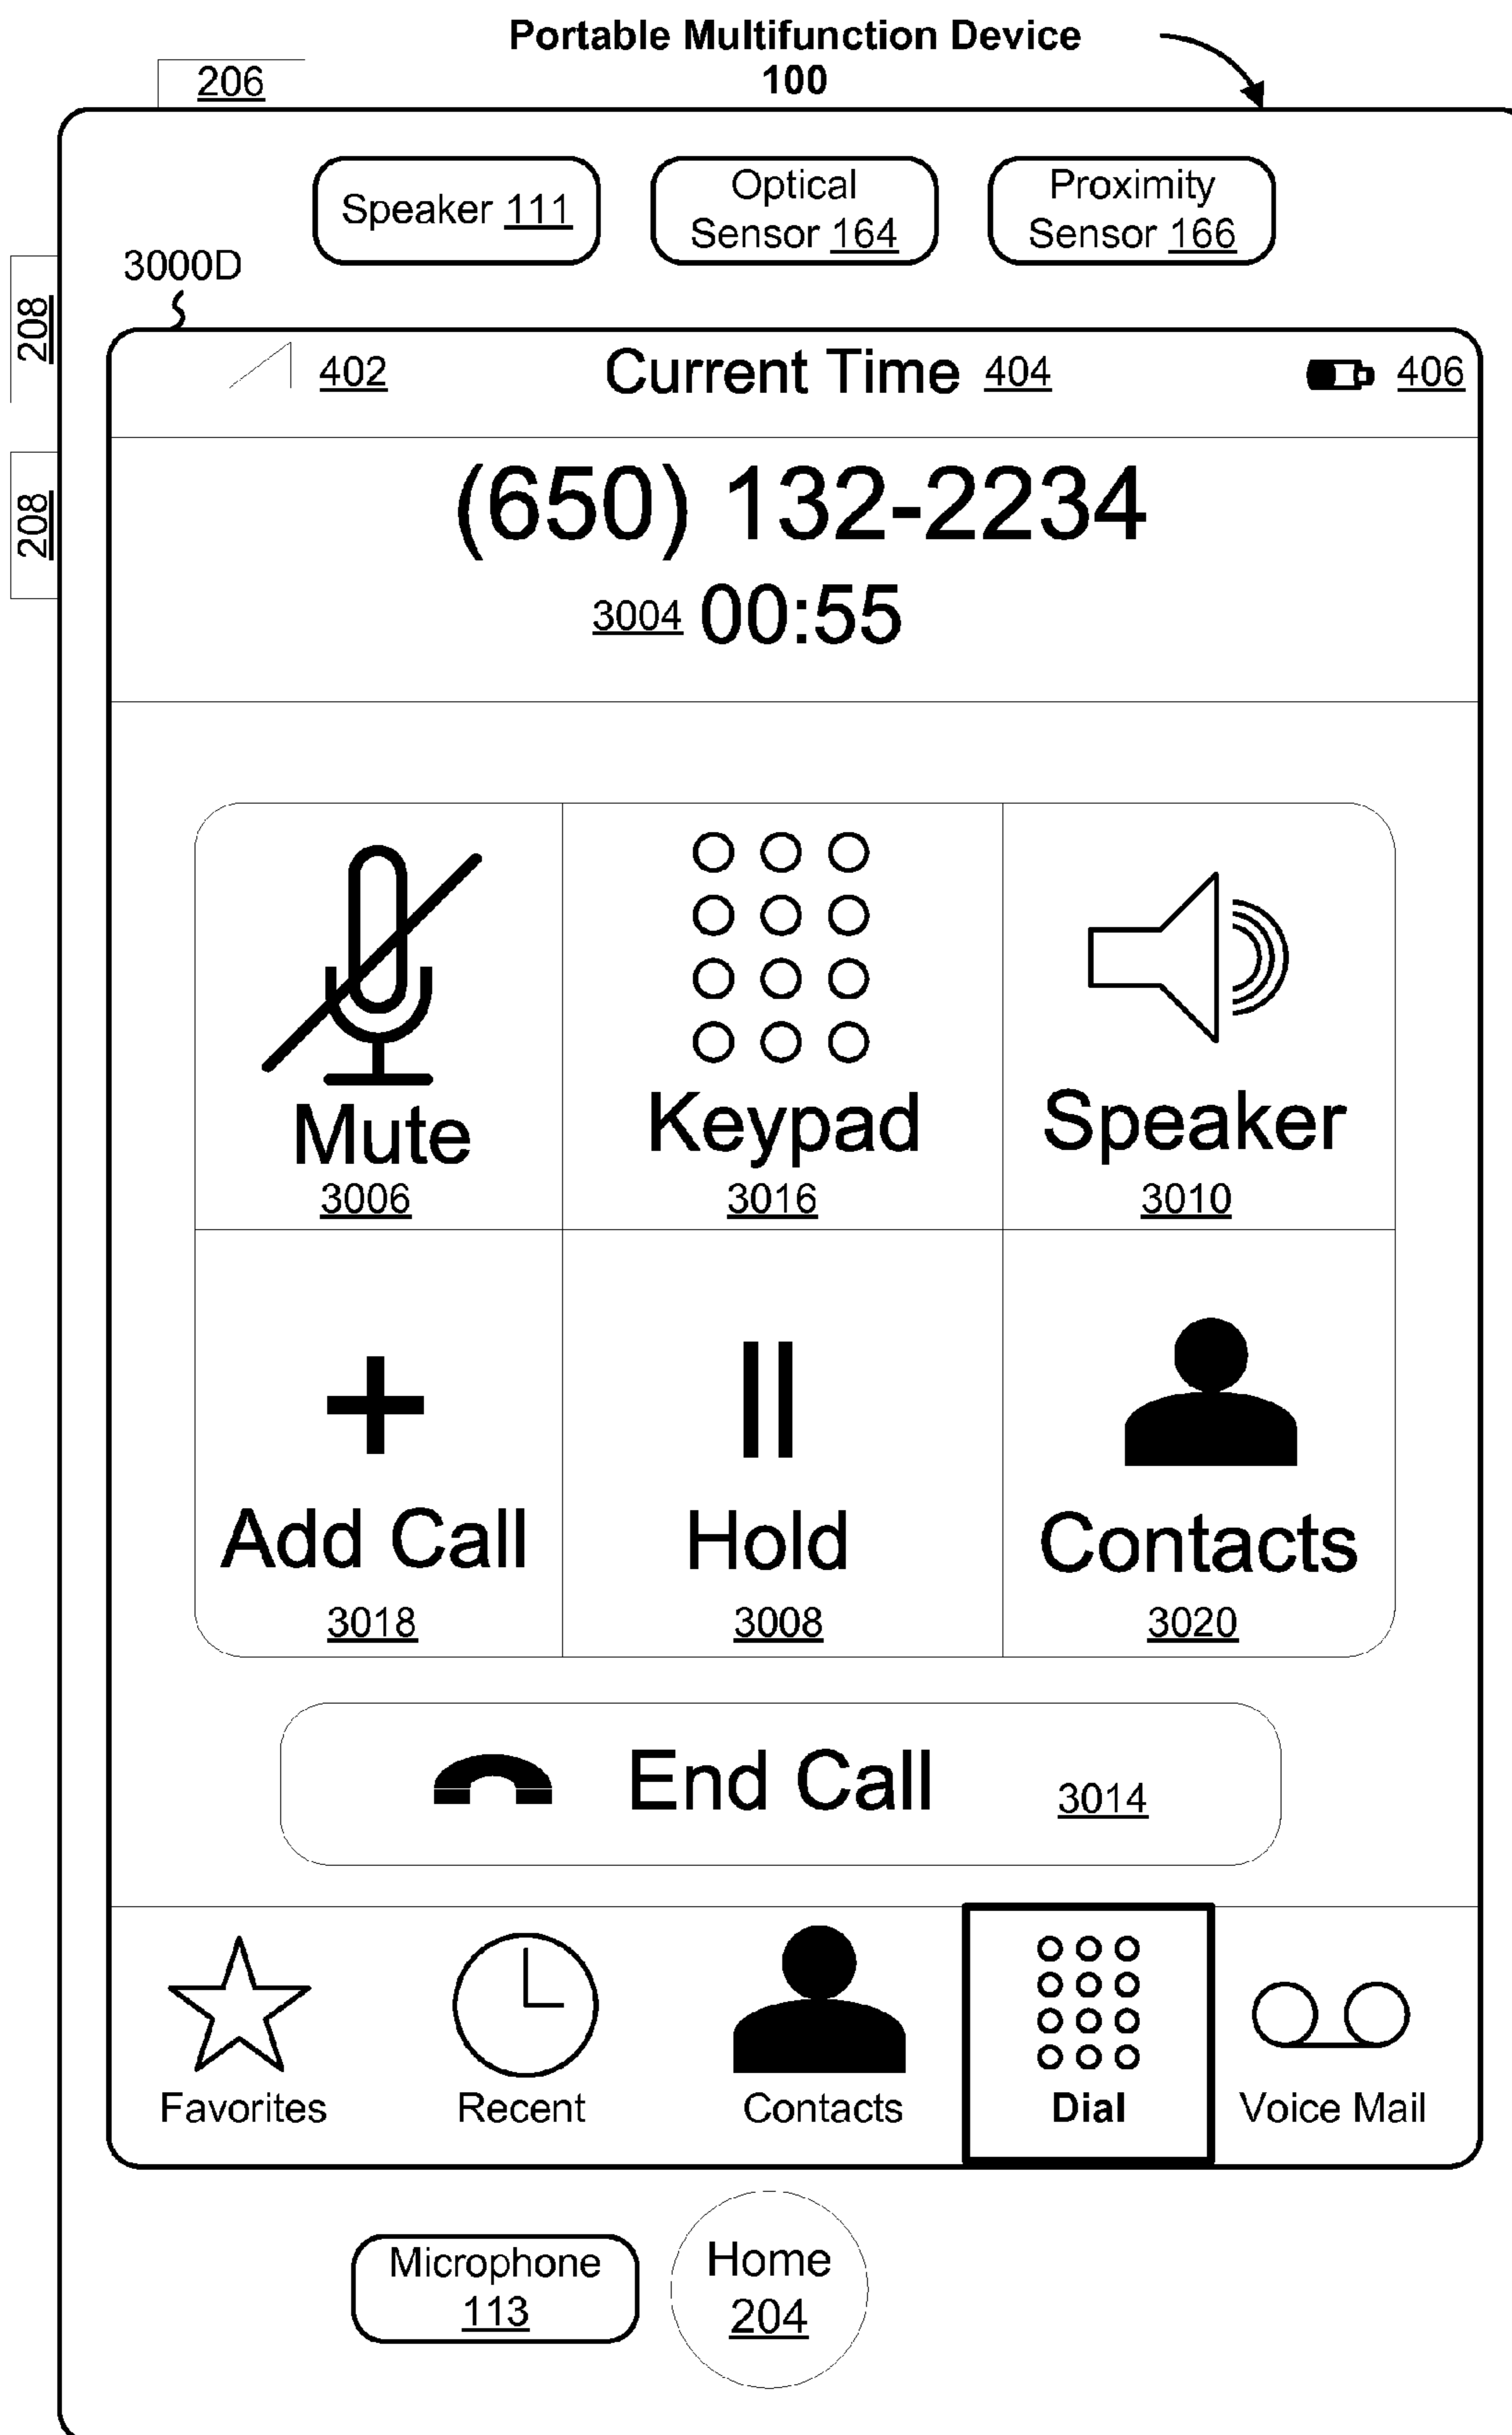 Portable Multifunction Device
100
206
Speaker 111
Optical
Sensor 164
Proximity
Sensor 166
3000D
208
402
Current Time 404
406
208
(650) 132-2234
3004 00:55
Mute
3006
Keypad
3016
Speaker
3010
Add Call
3018
Hold
3008
Contacts
3020
End Call 3014
Favorites
Recent
Contacts
Dial
Voice Mail
Microphone
113
Home
204